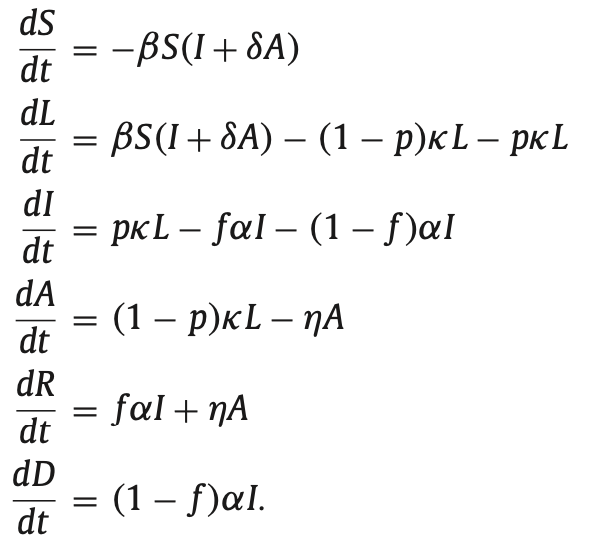 dS/dt = −βS(I + δA)
dL/dt = βS(I + δA) − (1 − p)κL − pκL
dI/dt = pκL − fαI − (1 − f)αI
dA/dt = (1 − p)κL − ηA
dR/dt = fαI + ηA
dD/dt = (1 − f)αI.